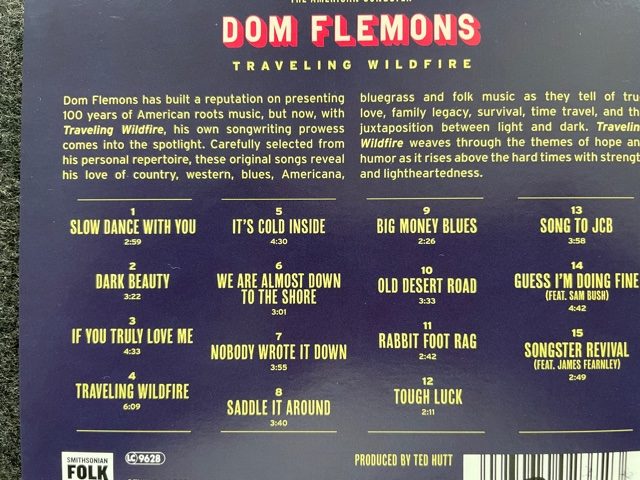 THE AMERICAN SONGSTER
DOM FLEMONS
TRAVELING WILDFIRE
Dom Flemons has built a reputation on presenting
100 years of American roots music, but now, with
Traveling Wildfire, his own songwriting prowess
comes into the spotlight. Carefully selected from
his personal repertoire, these original songs reveal
his love of country, western, blues, Americana,
bluegrass and folk music as they tell of tru
love, family legacy, survival, time travel, and th
juxtaposition between light and dark. Travelin
Wildfire weaves through the themes of hope an
humor as it rises above the hard times with strengt
and lightheartedness.
1
SLOW DANCE WITH YOU
2:59
2
DARK BEAUTY
3:22
3
IF YOU TRULY LOVE ME
4:33
4
TRAVELING WILDFIRE
6:09
5
IT'S COLD INSIDE
4:30
6
WE ARE ALMOST DOWN
TO THE SHORE
3:01
7
NOBODY WROTE IT DOWN
3:55
8
SADDLE IT AROUND
3:40
9
BIG MONEY BLUES
2:26
10
OLD DESERT ROAD
3:33
11
RABBIT FOOT RAG
2:42
12
TOUGH LUCK
2:11
13
SONG TO JCB
3:58
14
GUESS I'M DOING FINE
(FEAT. SAM BUSH)
4:42
15
SONGSTER REVIVAL
(FEAT. JAMES FEARNLEY)
2:49
SMITHSONIAN
FOLK
LC 9628
PRODUCED BY TED HUTT